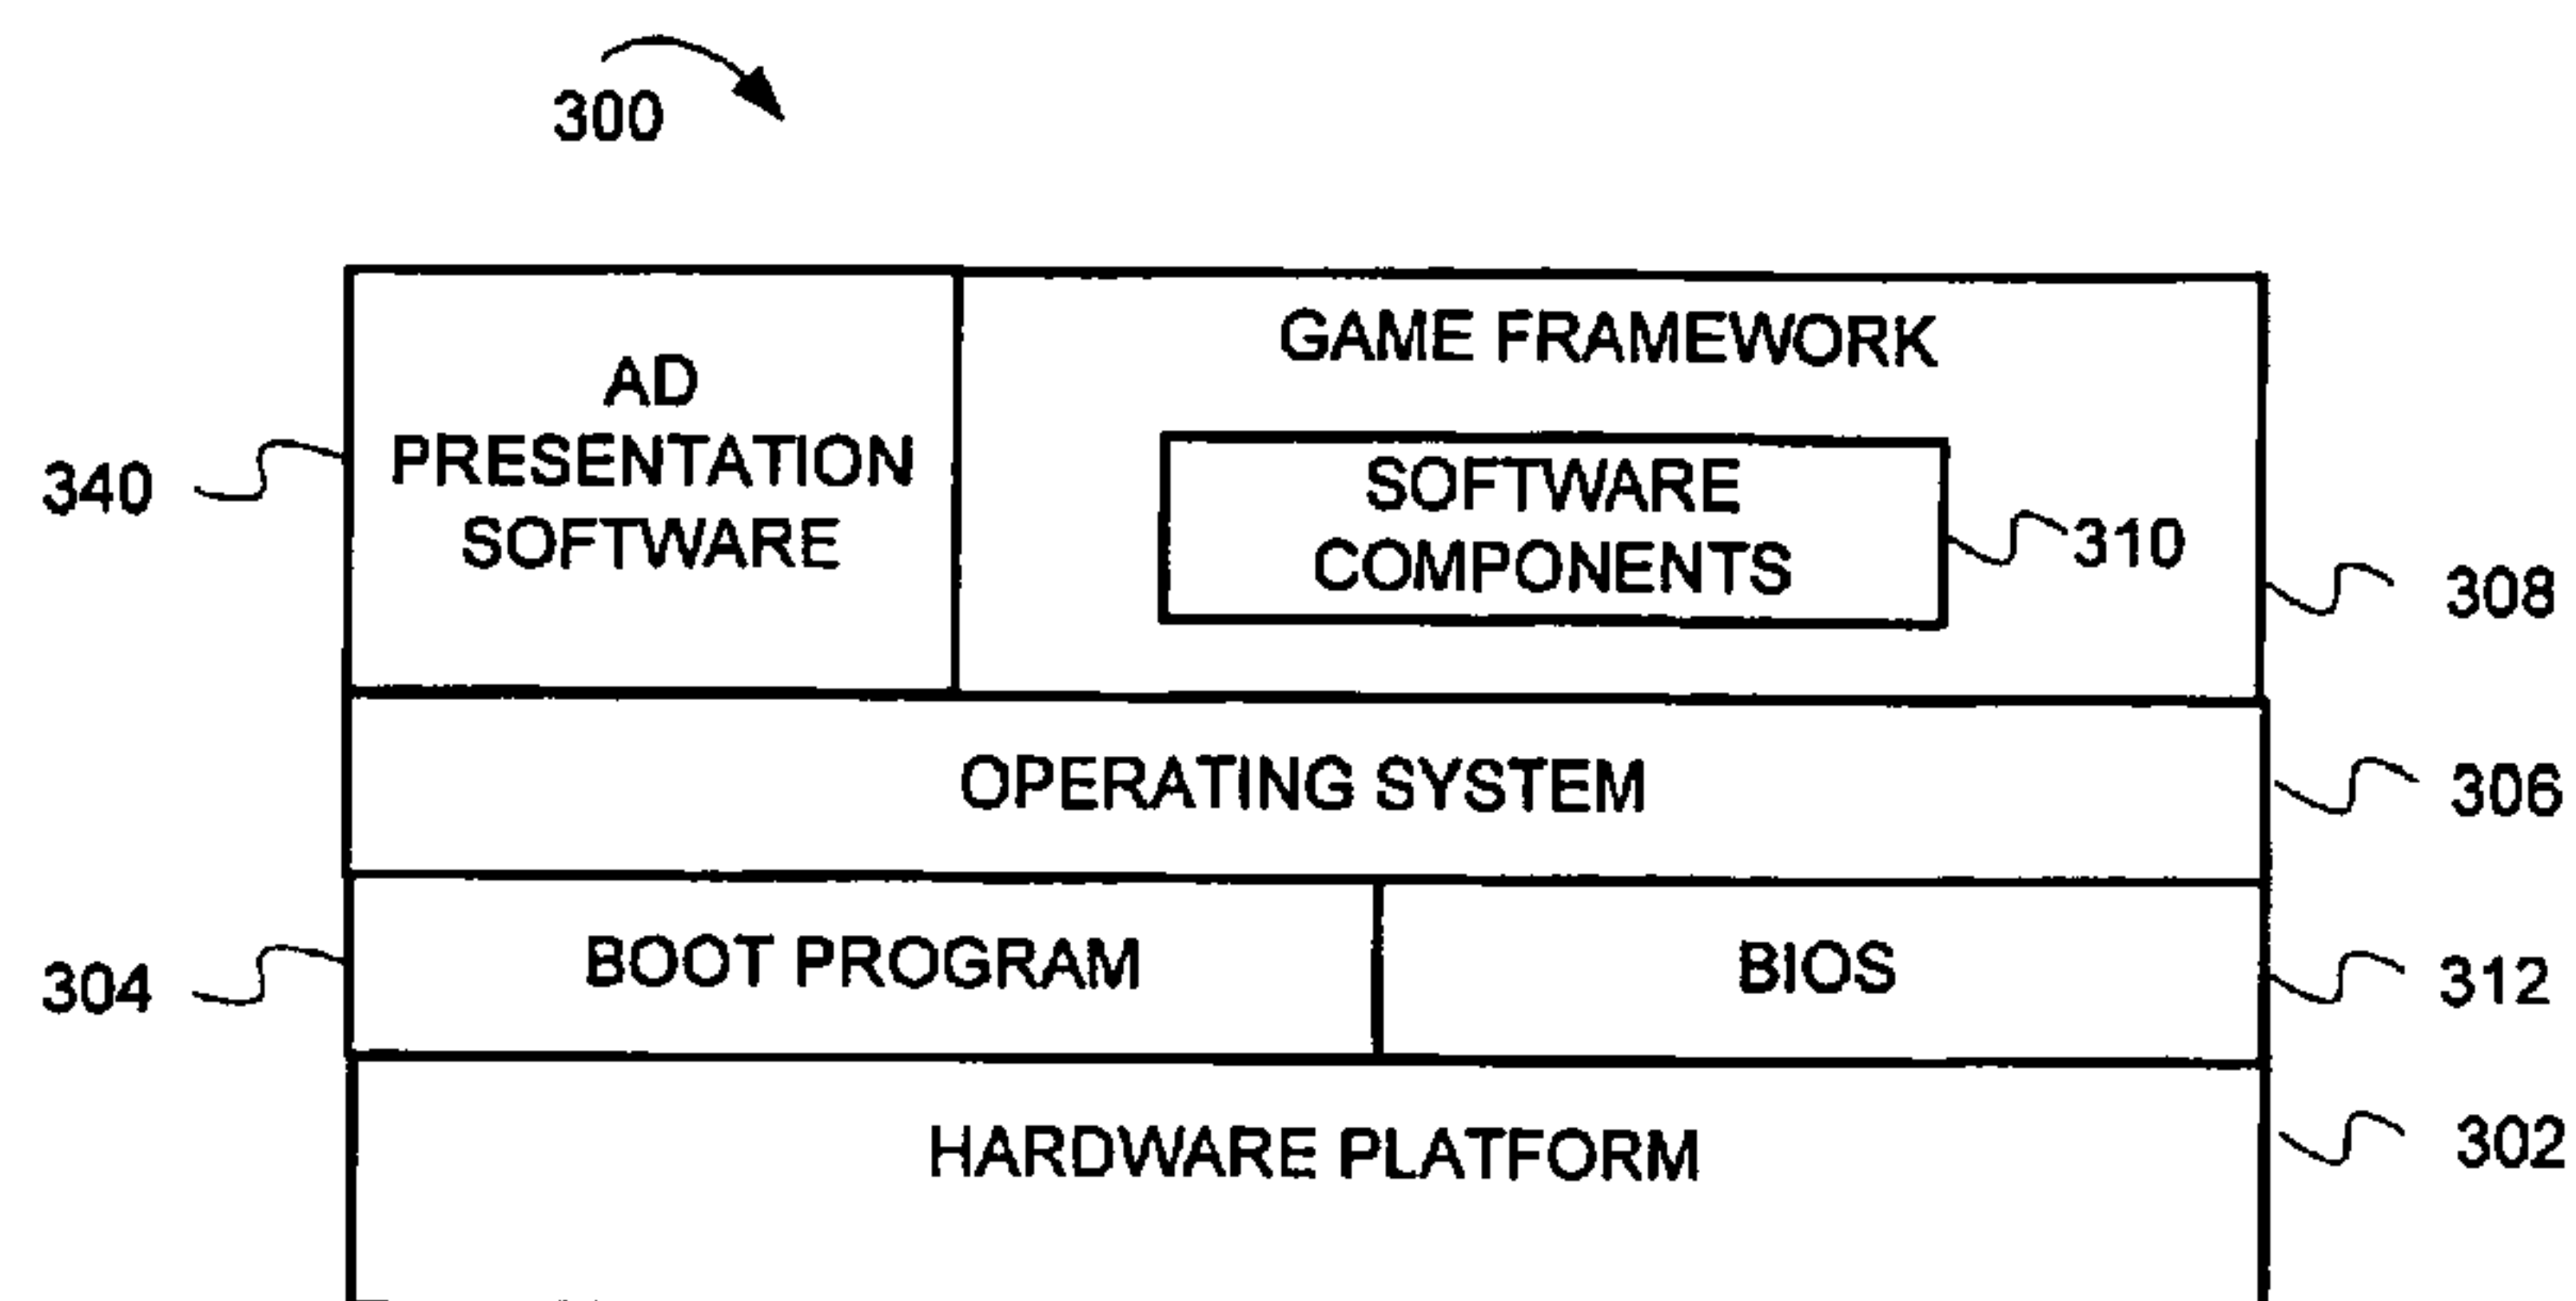 300
GAME FRAMEWORK
AD
PRESENTATION
SOFTWARE
340
SOFTWARE
COMPONENTS
310
308
OPERATING SYSTEM
306
304
BOOT PROGRAM
BIOS
312
HARDWARE PLATFORM
302